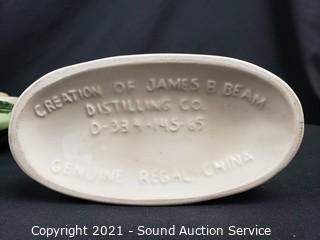 CREATION OF JAMES B BEAM
DISTILLING CO.
D-334-145-65
GENUINE REGAL CHINA
Copyright 2021 - Sound Auction Service